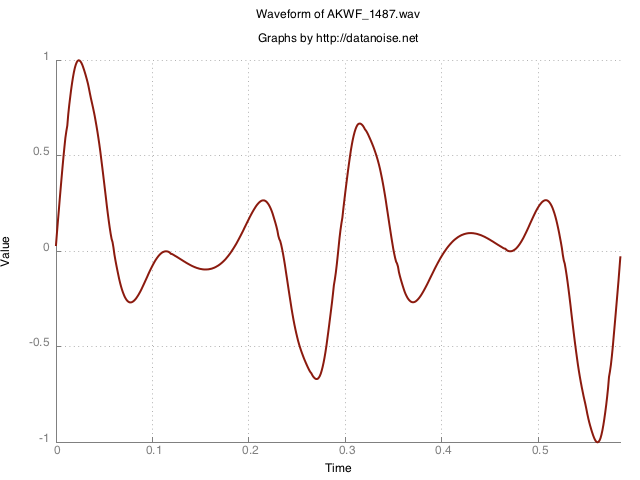 Waveform of AKWF_1487.wav
Graphs by http://datanoise.net
1
0.5
0
-0.5
-1
Value
0 0.1 0.2 0.3 0.4 0.5
Time